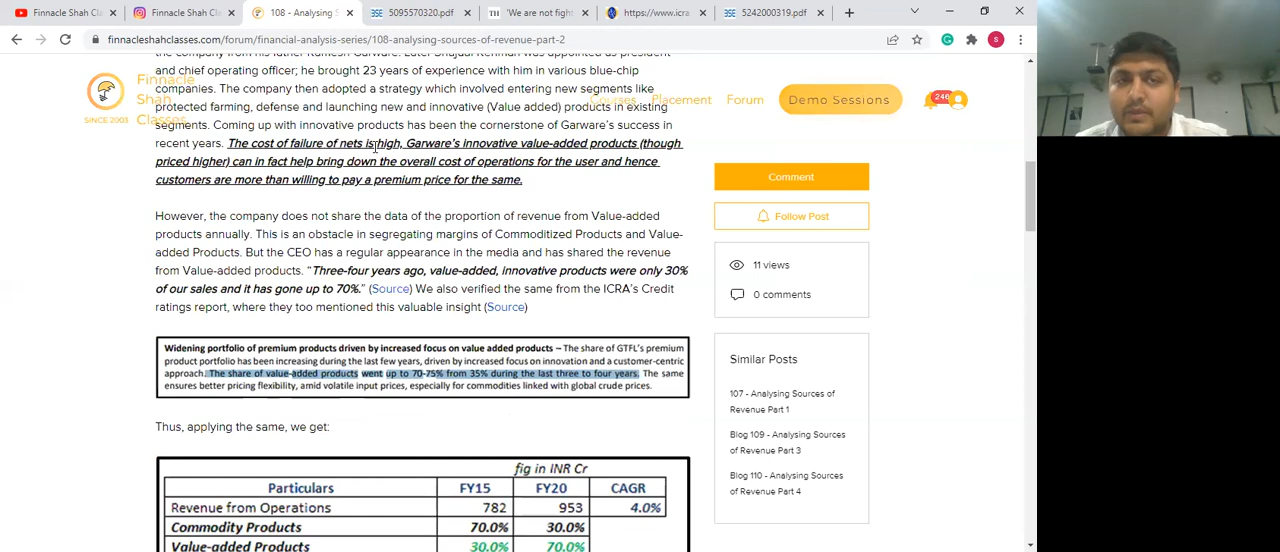 Finnacle Shah Clas
Instagram Finnacle Shah Clas
108 - Analysing S
5095570320.pdf
'We are not figh
https://www.icra
5242000319.pdf
finnacleshahclasses.com/forum/financial-analysis-series/108-analysing-sources-of-revenue-part-2
Finnacle
Shah
Classes
SINCE 2003
Courses Placement Forum Demo Sessions 246
and chief operating officer; he brought 23 years of experience with him in various blue-chip
companies. The company then adopted a strategy which involved entering new segments like
protected farming, defense and launching new and innovative (Value added) products in existing
segments. Coming up with innovative products has been the cornerstone of Garware's success in
recent years. The cost of failure of nets is high, Garware's Innovative value-added products (though
priced higher) can in fact help bring down the overall cost of operations for the user and hence
customers are more than willing to pay a premium price for the same.
However, the company does not share the data of the proportion of revenue from Value-added
products annually. This is an obstacle in segregating margins of Commoditized Products and Value-
added Products. But the CEO has a regular appearance in the media and has shared the revenue
from Value-added products. "Three-four years ago, value-added, innovative products were only 30%
of our sales and it has gone up to 70%." (Source) We also verified the same from the ICRA's Credit
ratings report, where they too mentioned this valuable insight (Source)
Widening portfolio of premium products driven by increased focus on value added products – The share of GTFL's premium
product portfolio has been increasing during the last few years, driven by increased focus on innovation and a customer-centric
approach. The share of value-added products went up to 70-75% from 35% during the last three to four years. The same
ensures better pricing flexibility, amid volatile input prices, especially for commodities linked with global crude prices.
Thus, applying the same, we get:
fig in INR Cr
Particulars FY15 FY20 CAGR
Revenue from Operations 782 953 4.0%
Commodity Products 70.0% 30.0%
Value-added Products 30.0% 70.0%
Comment
Follow Post
11 views
0 comments
Similar Posts
107 - Analysing Sources of
Revenue Part 1
Blog 109 - Analysing Sources
of Revenue Part 3
Blog 110 - Analysing Sources
of Revenue Part 4